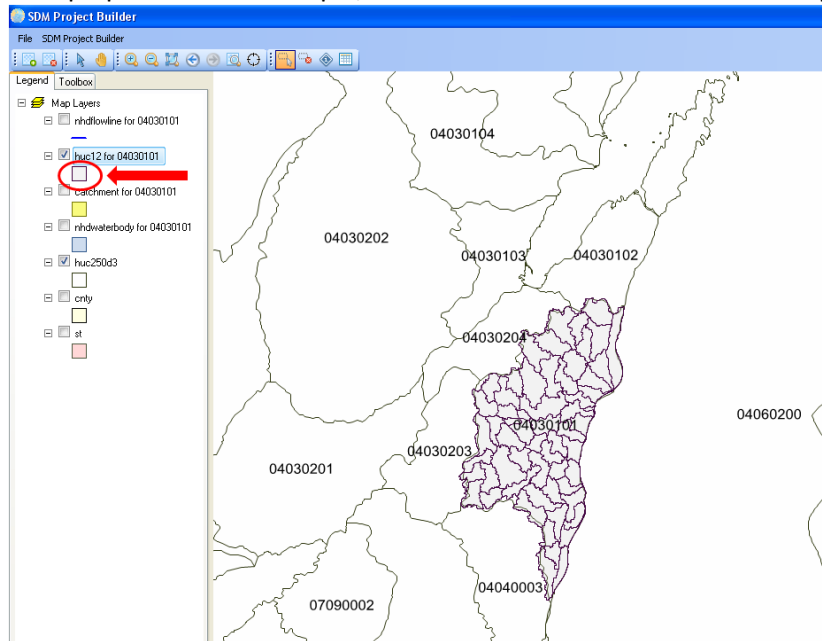 SDM Project Builder
File SDM Project Builder
Legend Toolbox
Map Layers
nhdflowline for 04030101
huc12 for 04030101
catchment for 04030101
nhdwaterbody for 04030101
huc250d3
cnty
st
04030104
04030202
04030103
04030102
04030204
04060200
04030101
04030203
04030201
04040003
07090002